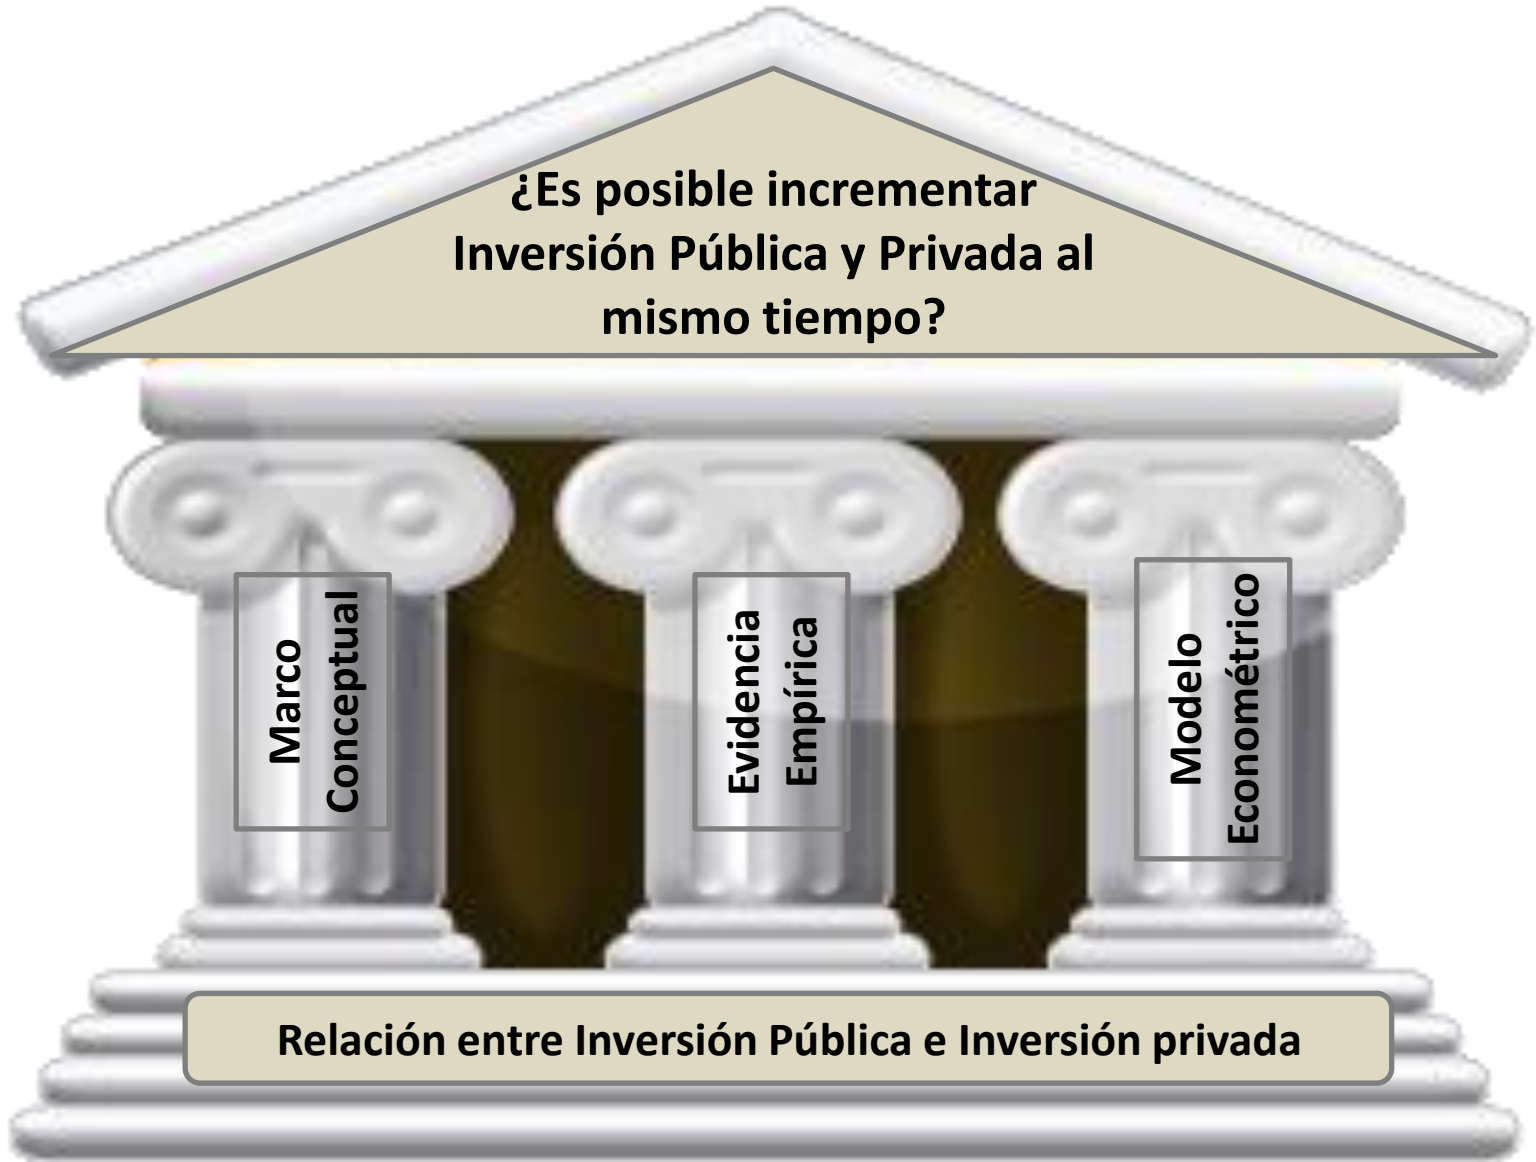 ¿Es posible incrementar
Inversión Pública y Privada al
mismo tiempo?
Marco
Conceptual
Evidencia
Empírica
Modelo
Econométrico
Relación entre Inversión Pública e Inversión privada